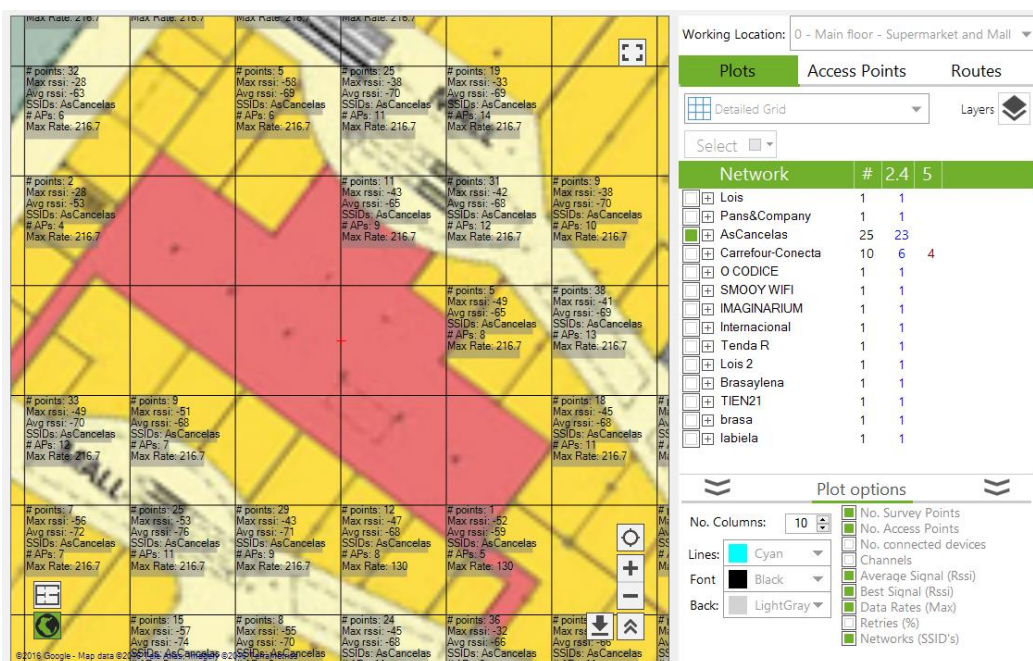 Max Rate: 216.7
Max Rate: 216.7
Max Rate: 216.7
Max Rate: 216.7
# points: 32
Max rssi: -28
Avg rssi: -63
SSIDs: AsCancelas
# APs: 6
Max Rate: 216.7
# points: 5
Max rssi: -58
Avg rssi: -69
SSIDs: AsCancelas
# APs: 6
Max Rate: 216.7
# points: 25
Max rssi: -38
Avg rssi: -70
SSIDs: AsCancelas
# APs: 11
Max Rate: 216.7
# points: 19
Max rssi: -33
Avg rssi: -69
SSIDs: AsCancelas
# APs: 14
Max Rate: 216.7
# points: 2
Max rssi: -28
Avg rssi: -53
SSIDs: AsCancelas
# APs: 4
Max Rate: 216.7
# points: 11
Max rssi: -43
Avg rssi: -65
SSIDs: AsCancelas
# APs: 9
Max Rate: 216.7
# points: 31
Max rssi: -42
Avg rssi: -68
SSIDs: AsCancelas
# APs: 12
Max Rate: 216.7
# points: 9
Max rssi: -38
Avg rssi: -70
SSIDs: AsCancelas
# APs: 10
Max Rate: 216.7
# points: 5
Max rssi: -49
Avg rssi: -65
SSIDs: AsCancelas
# APs: 8
Max Rate: 216.7
# points: 38
Max rssi: -41
Avg rssi: -69
SSIDs: AsCancelas
# APs: 13
Max Rate: 216.7
# points: 33
Max rssi: -49
Avg rssi: -70
SSIDs: AsCancelas
# APs: 12
Max Rate: 216.7
# points: 9
Max rssi: -51
Avg rssi: -68
SSIDs: AsCancelas
# APs: 7
Max Rate: 216.7
# points: 18
Max rssi: -45
Avg rssi: -68
SSIDs: AsCancelas
# APs: 11
Max Rate: 216.7
MALL
# points: 7
Max rssi: -56
Avg rssi: -72
SSIDs: AsCancelas
# APs: 7
Max Rate: 216.7
# points: 25
Max rssi: -53
Avg rssi: -76
SSIDs: AsCancelas
# APs: 11
Max Rate: 216.7
# points: 29
Max rssi: -43
Avg rssi: -71
SSIDs: AsCancelas
# APs: 9
Max Rate: 216.7
# points: 12
Max rssi: -47
Avg rssi: -68
SSIDs: AsCancelas
# APs: 8
Max Rate: 130
# points: 1
Max rssi: -52
Avg rssi: -59
SSIDs: AsCancelas
# APs: 5
Max Rate: 130
# points: 15
Max rssi: -57
Avg rssi: -74
SSIDs: AsCancelas
# points: 8
Max rssi: -55
Avg rssi: -70
SSIDs: AsCancelas
# points: 24
Max rssi: -45
Avg rssi: -68
SSIDs: AsCancelas
# points: 36
Max rssi: -32
Avg rssi: -66
SSIDs: AsCancelas
# points
Max rssi
Avg rssi: -65
SSIDs: AsCancelas
©2016 Google - Map data ©2016 Tele Atlas, Imagery ©2016 TerraMetrics
Working Location: 0 - Main floor - Supermarket and Mall
Plots Access Points Routes
Detailed Grid Layers
Select
Network # 2.4 5
Lois 1 1
Pans&Company 1 1
AsCancelas 25 23
Carrefour-Conecta 10 6 4
O CODICE 1 1
SMOOY WIFI 1 1
IMAGINARIUM 1 1
Internacional 1 1
Tenda R 1 1
Lois 2 1 1
Brasaylena 1 1
TIEN21 1 1
brasa 1 1
labiela 1 1
Plot options
No. Columns: 10
Lines: Cyan
Font Black
Back: LightGray
No. Survey Points
No. Access Points
No. connected devices
Channels
Average Signal (Rssi)
Best Signal (Rssi)
Data Rates (Max)
Retries (%)
Networks (SSID's)